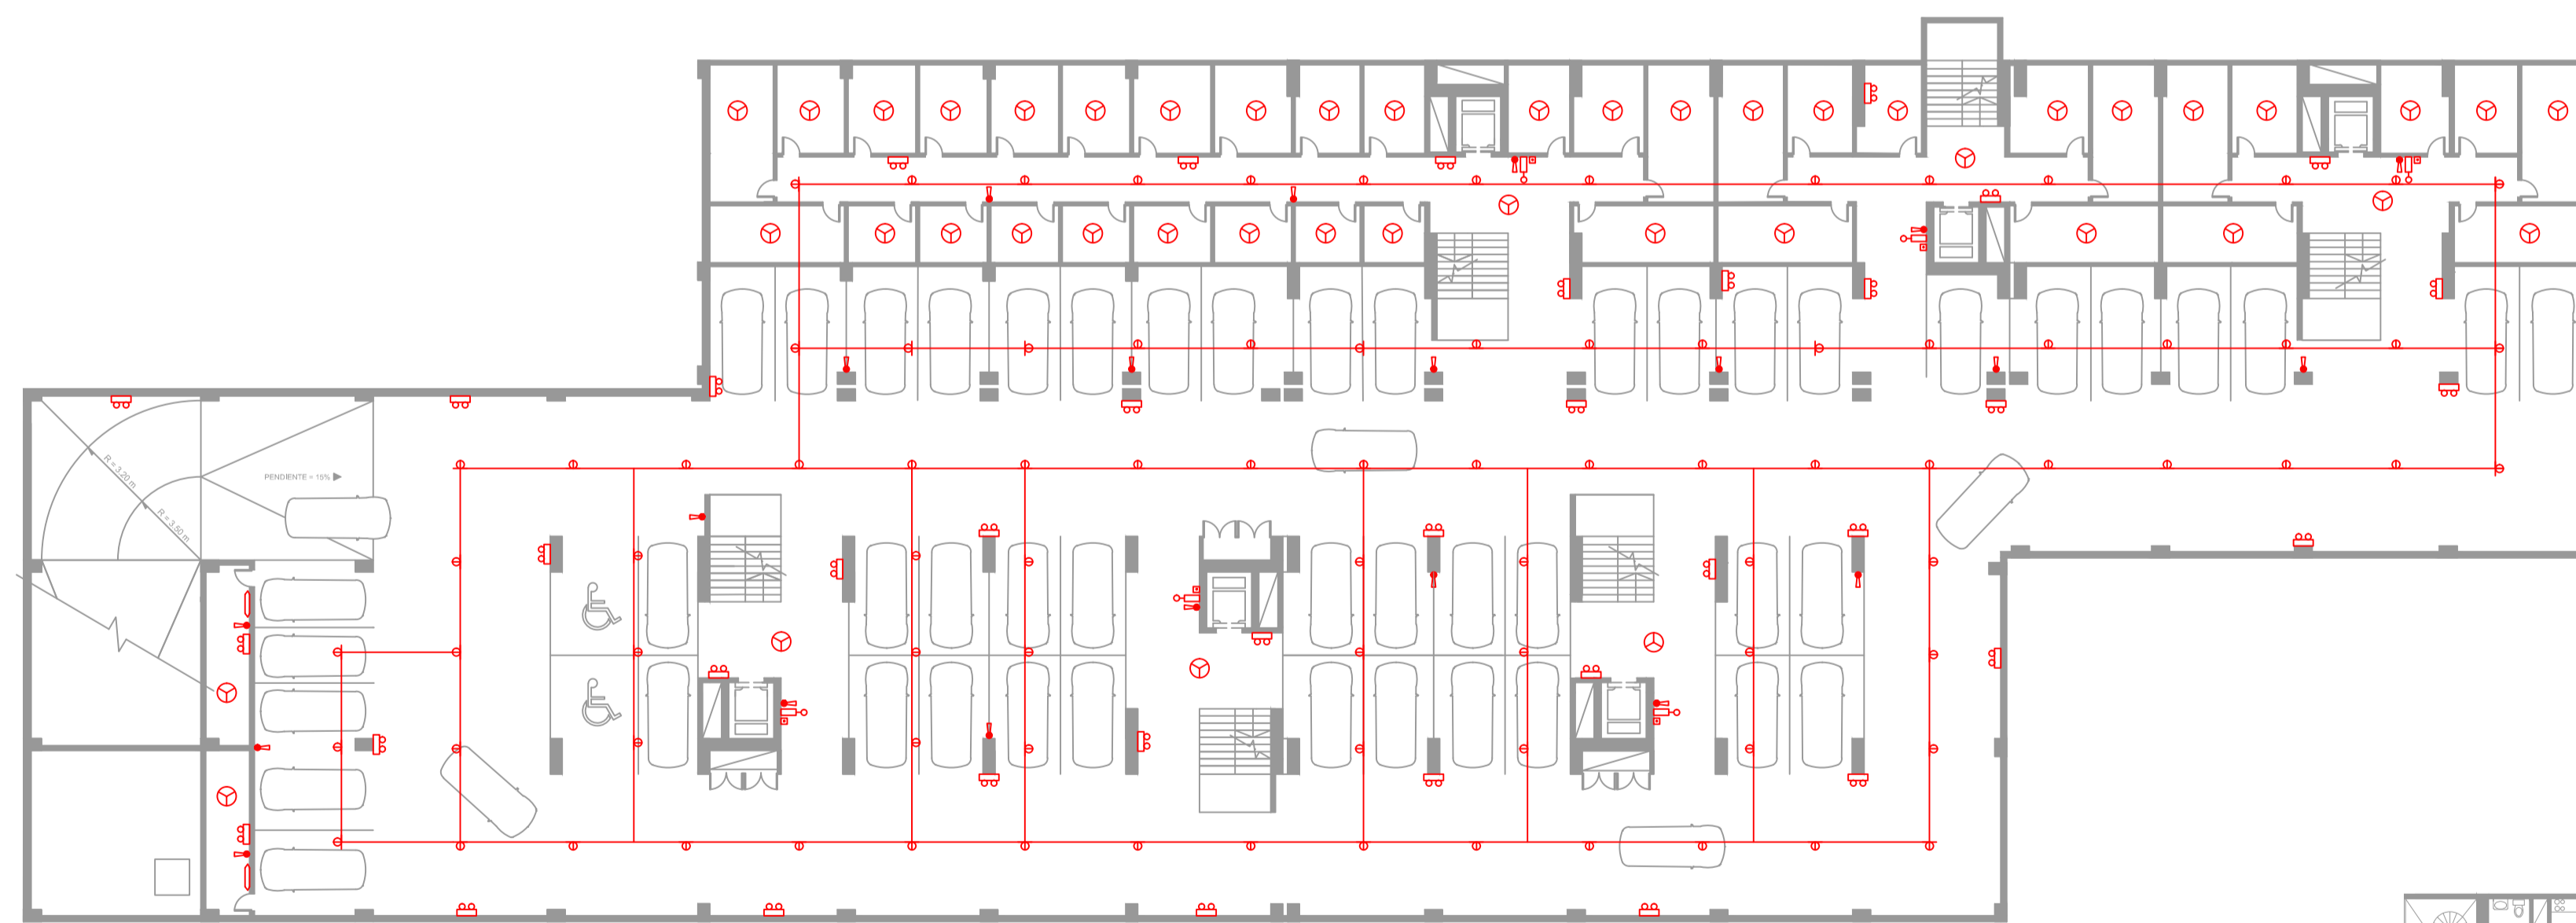 R = 3.20 m
PENDIENTE = 15%
R = 3.50 m